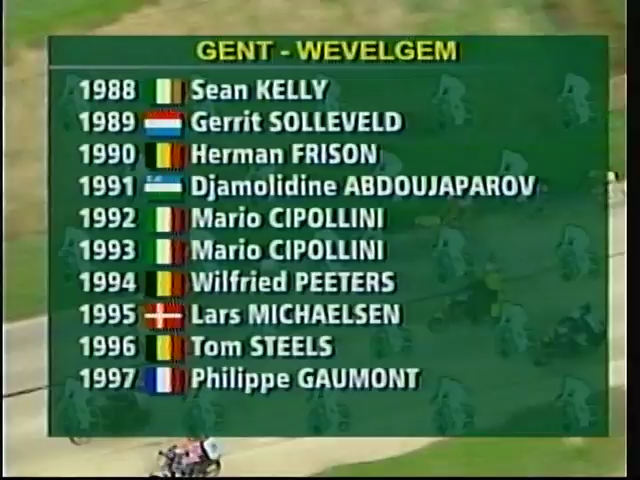 GENT - WEVELGEM
1988 Sean KELLY
1989 Gerrit SOLLEVELD
1990 Herman FRISON
1991 Djamolidine ABDOUJAPAROV
1992 Mario CIPOLLINI
1993 Mario CIPOLLINI
1994 Wilfried PEETERS
1995 Lars MICHAELSEN
1996 Tom STEELS
1997 Philippe GAUMONT